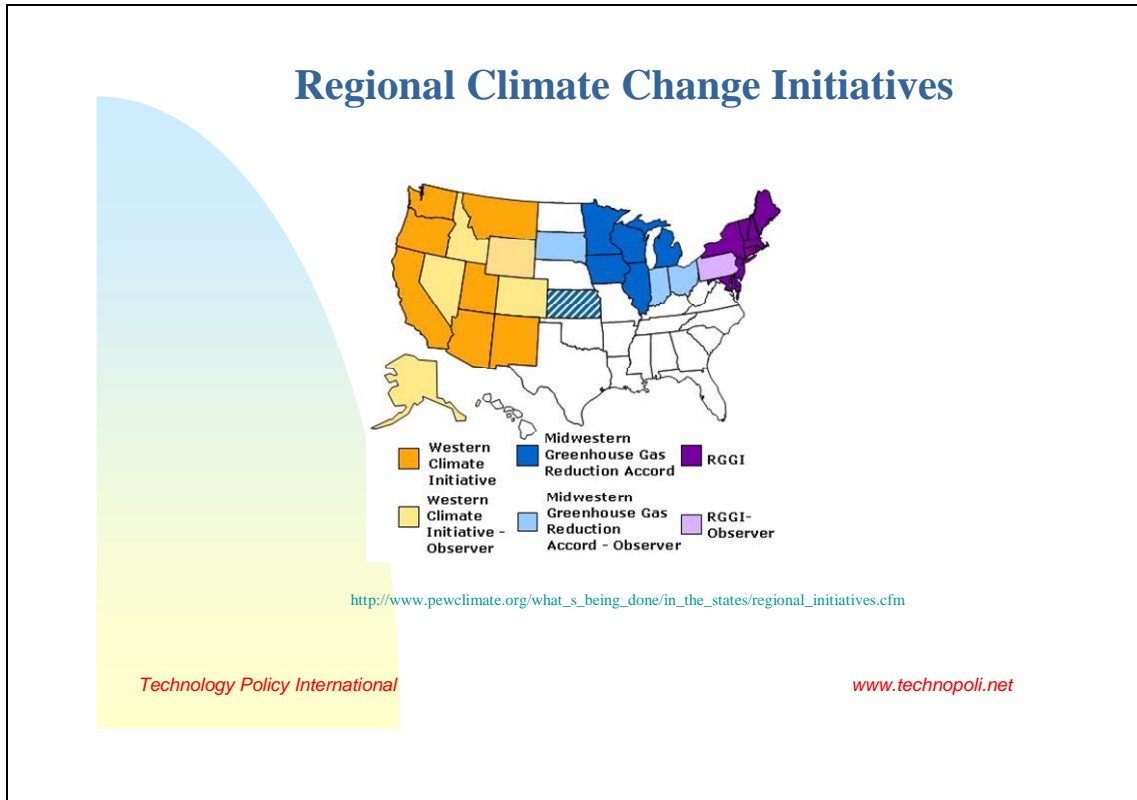 Regional Climate Change Initiatives
Western
Climate
Initiative
Midwestern
Greenhouse Gas
Reduction Accord
RGGI
Western
Climate
Initiative -
Observer
Midwestern
Greenhouse Gas
Reduction
Accord - Observer
RGGI-
Observer
http://www.pewclimate.org/what_s_being_done/in_the_states/regional_initiatives.cfm
Technology Policy International
www.technopoli.net